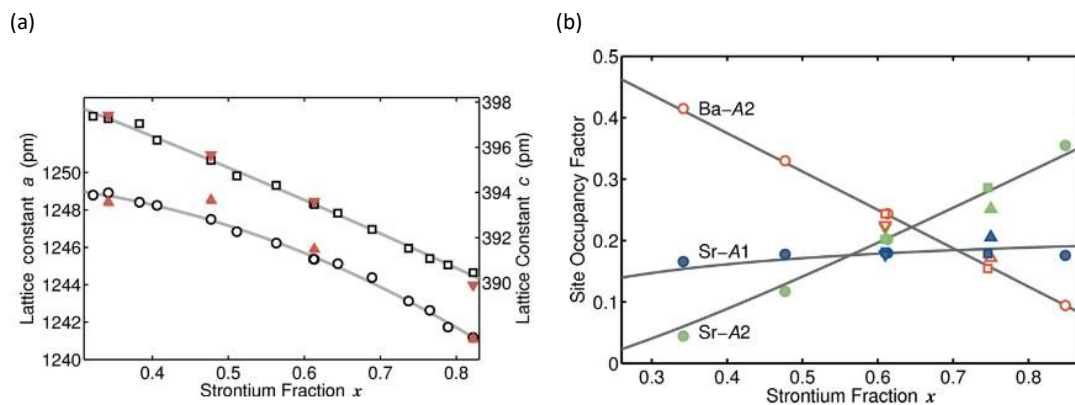 (a)
(b)
Lattice constant a (pm)
1250
1248
1246
1244
1242
1240
398
396
394
392
390
Lattice Constant c (pm)
0.4
0.5
0.6
0.7
0.8
Strontium Fraction x
Site Occupancy Factor
0.5
0.4
0.3
0.2
0.1
0
Ba–A2
Sr–A1
Sr–A2
0.3
0.4
0.5
0.6
0.7
0.8
Strontium Fraction x